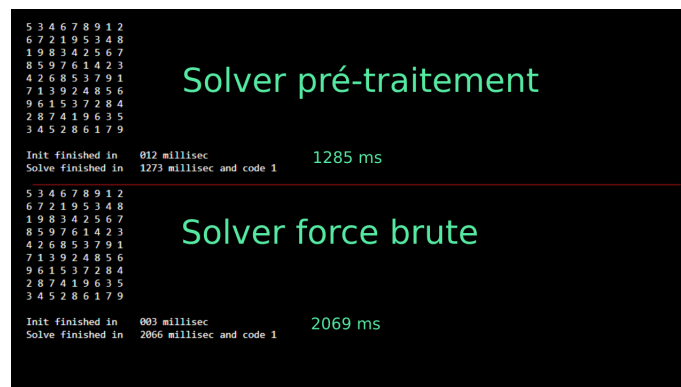 5 3 4 6 7 8 9 1 2
6 7 2 1 9 5 3 4 8
1 9 8 3 4 2 5 6 7
8 5 9 7 6 1 4 2 3
4 2 6 8 5 3 7 9 1
7 1 3 9 2 4 8 5 6
9 6 1 5 3 7 2 8 4
2 8 7 4 1 9 6 3 5
3 4 5 2 8 6 1 7 9
Solver pré-traitement
Init finished in 012 millisec
Solve finished in 1273 millisec and code 1
1285 ms
5 3 4 6 7 8 9 1 2
6 7 2 1 9 5 3 4 8
1 9 8 3 4 2 5 6 7
8 5 9 7 6 1 4 2 3
4 2 6 8 5 3 7 9 1
7 1 3 9 2 4 8 5 6
9 6 1 5 3 7 2 8 4
2 8 7 4 1 9 6 3 5
3 4 5 2 8 6 1 7 9
Solver force brute
Init finished in 003 millisec
Solve finished in 2066 millisec and code 1
2069 ms